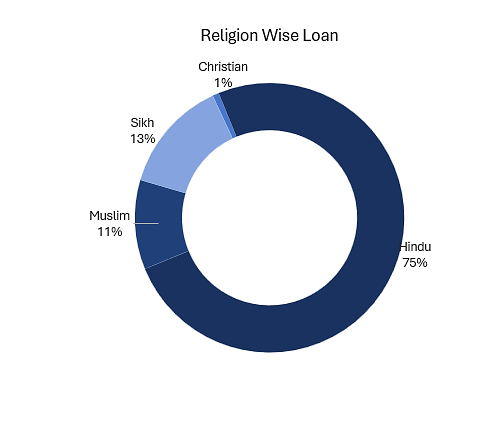 Religion Wise Loan
Christian
1%
Sikh
13%
Muslim
11%
Hindu
75%